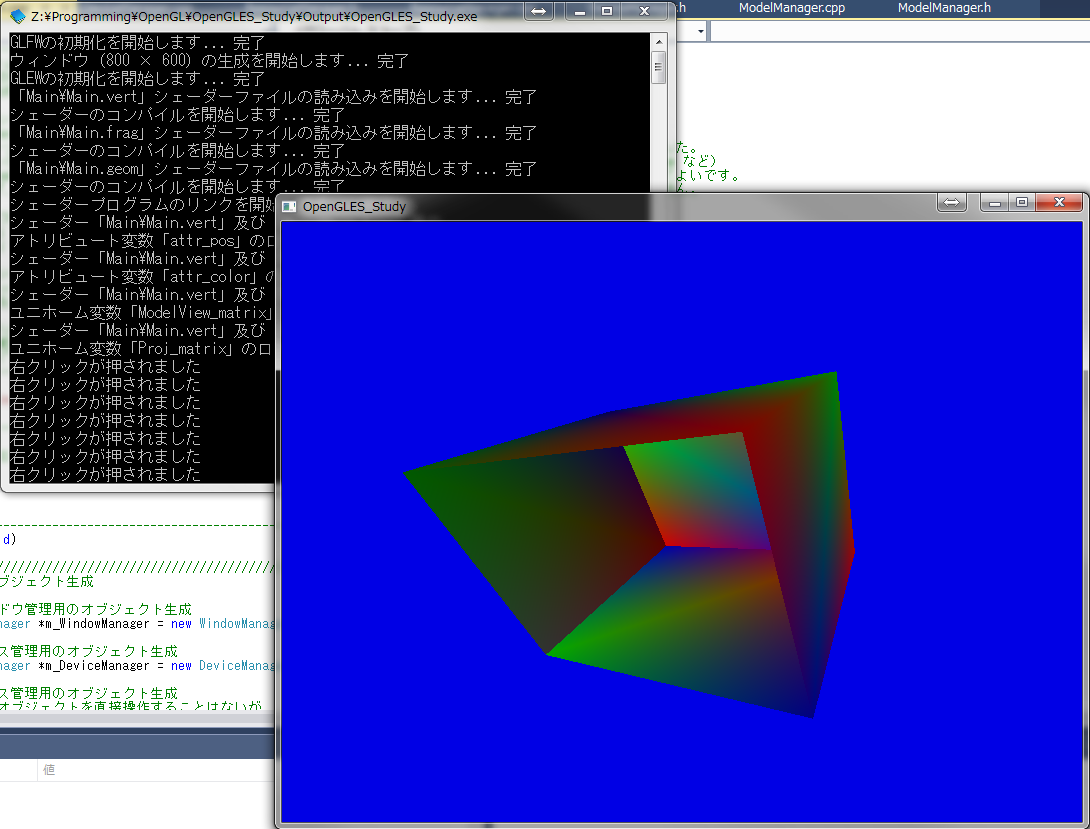 Z:¥Programming¥OpenGL¥OpenGLES_Study¥Output¥OpenGLES_Study.exe
ModelManager.cpp
ModelManager.h
GLFWの初期化を開始します... 完了
ウィンドウ (800 × 600) の生成を開始します... 完了
GLEWの初期化を開始します... 完了
「Main¥Main.vert」シェーダーファイルの読み込みを開始します... 完了
シェーダーのコンパイルを開始します... 完了
「Main¥Main.frag」シェーダーファイルの読み込みを開始します... 完了
シェーダーのコンパイルを開始します... 完了
「Main¥Main.geom」シェーダーファイルの読み込みを開始します... 完了
シェーダーのコンパイルを開始します... 完了
シェーダープログラムのリンクを開始
シェーダー「Main¥Main.vert」及び
アトリビュート変数「attr_pos」のロ
シェーダー「Main¥Main.vert」及び
アトリビュート変数「attr_color」の
シェーダー「Main¥Main.vert」及び
ユニホーム変数「ModelView_matrix」
シェーダー「Main¥Main.vert」及び
ユニホーム変数「Proj_matrix」のロ
右クリックが押されました
右クリックが押されました
右クリックが押されました
右クリックが押されました
右クリックが押されました
右クリックが押されました
右クリックが押されました
.h
た。
など)
よいです。
OpenGLES_Study
d)
////////////////////////////////////////
ブジェクト生成
ドウ管理用のオブジェクト生成
nager *m_WindowManager = new WindowManag
ス管理用のオブジェクト生成
nager *m_DeviceManager = new DeviceManag
ス管理用のオブジェクト生成
オブジェクトを直接操作することはないが
値